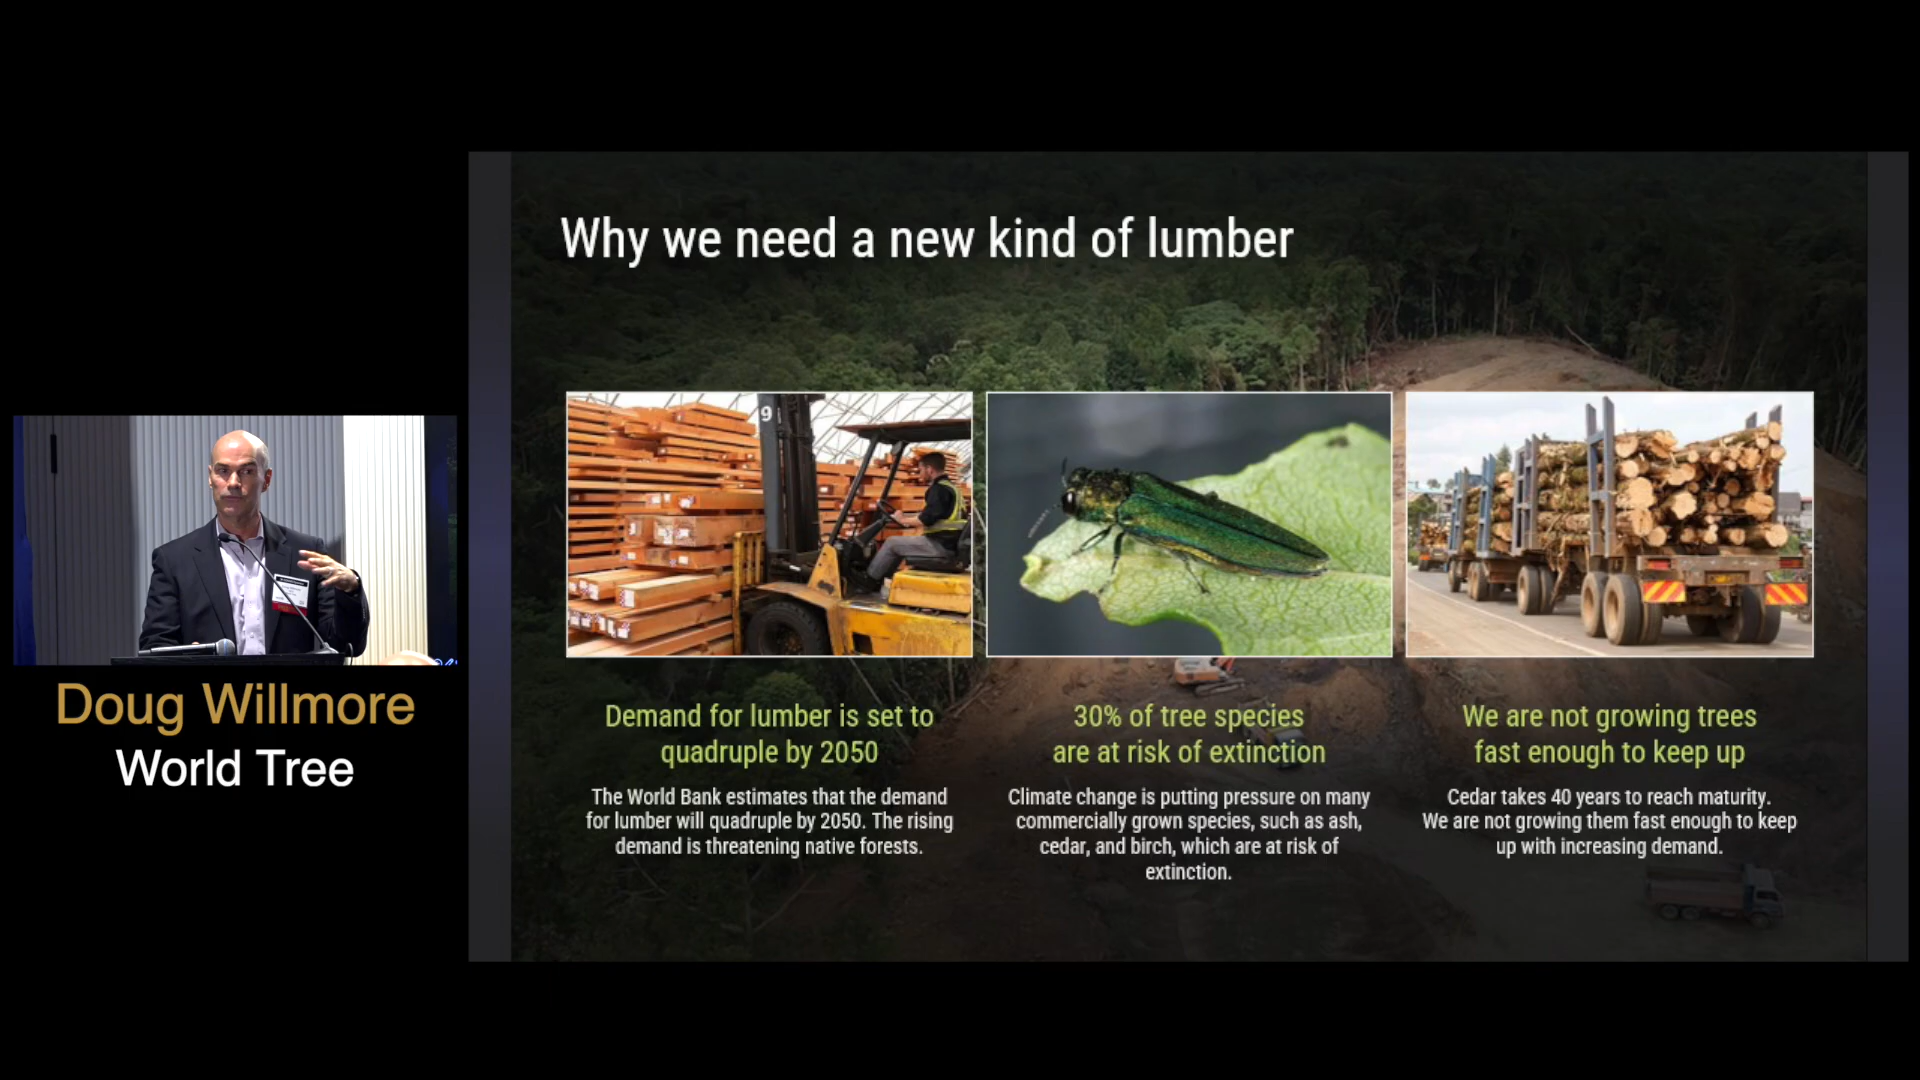 Why we need a new kind of lumber
9
Demand for lumber is set to
quadruple by 2050
The World Bank estimates that the demand
for lumber will quadruple by 2050. The rising
demand is threatening native forests.
30% of tree species
are at risk of extinction
Climate change is putting pressure on many
commercially grown species, such as ash,
cedar, and birch, which are at risk of
extinction.
We are not growing trees
fast enough to keep up
Cedar takes 40 years to reach maturity.
We are not growing them fast enough to keep
up with increasing demand.
Doug Willmore
World Tree